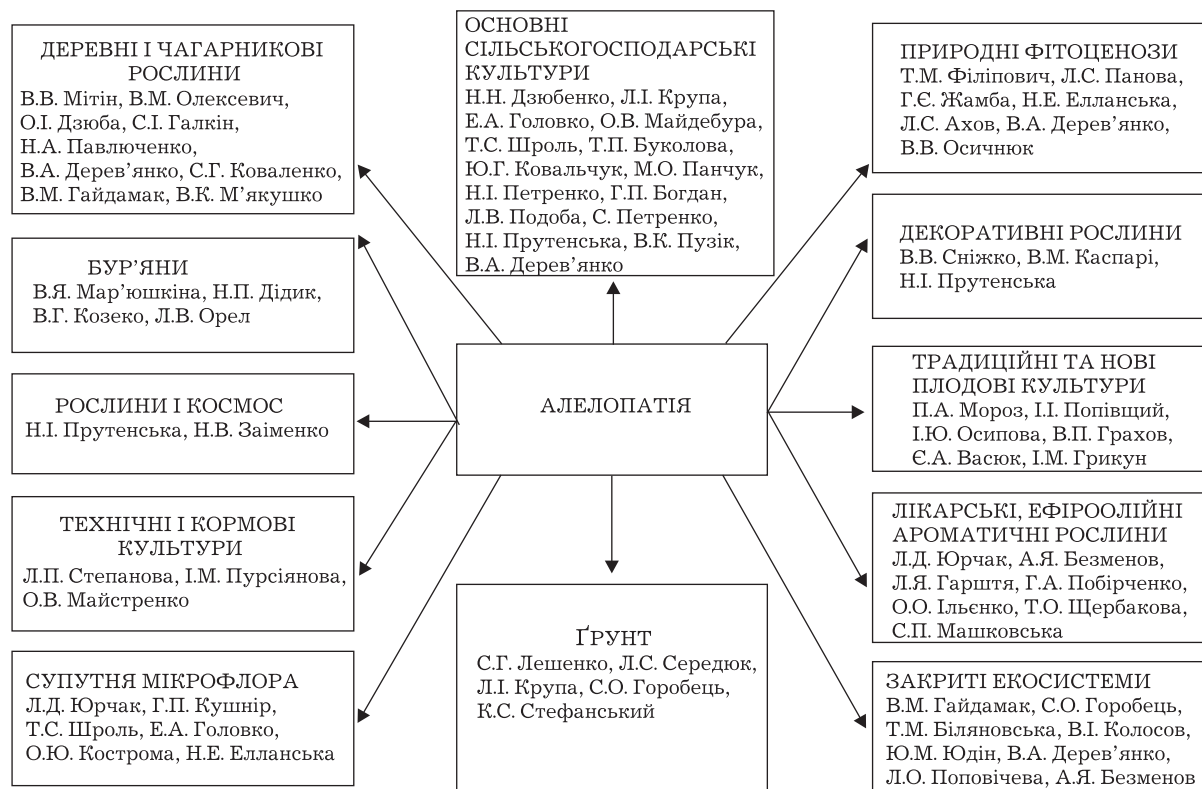 ДЕРЕВНІ І ЧАГАРНИКОВІ
РОСЛИНИ
В.В. Мітін, В.М. Олексевич,
О.І. Дзюба, С.І. Галкін,
Н.А. Павлюченко,
В.А. Дерев'янко, С.Г. Коваленко,
В.М. Гайдамак, В.К. М'якушко
БУР'ЯНИ
В.Я. Мар'юшкіна, Н.П. Дідик,
В.Г. Козеко, Л.В. Орел
РОСЛИНИ І КОСМОС
Н.І. Прутенська, Н.В. Заіменко
ТЕХНІЧНІ І КОРМОВІ
КУЛЬТУРИ
Л.П. Степанова, І.М. Пурсіянова,
О.В. Майстренко
СУПУТНЯ МІКРОФЛОРА
Л.Д. Юрчак, Г.П. Кушнір,
Т.С. Шроль, Е.А. Головко,
О.Ю. Кострома, Н.Е. Елланська
ОСНОВНІ
СІЛЬСЬКОГОСПОДАРСЬКІ
КУЛЬТУРИ
Н.Н. Дзюбенко, Л.І. Крупа,
Е.А. Головко, О.В. Майдебура,
Т.С. Шроль, Т.П. Буколова,
Ю.Г. Ковальчук, М.О. Панчук,
Н.І. Петренко, Г.П. Богдан,
Л.В. Подоба, С. Петренко,
Н.І. Прутенська, В.К. Пузік,
В.А. Дерев'янко
АЛЕЛОПАТІЯ
ҐРУНТ
С.Г. Лешенко, Л.С. Середюк,
Л.І. Крупа, С.О. Горобець,
К.С. Стефанський
ПРИРОДНІ ФІТОЦЕНОЗИ
Т.М. Філіпович, Л.С. Панова,
Г.Є. Жамба, Н.Е. Елланська,
Л.С. Ахов, В.А. Дерев'янко,
В.В. Осичнюк
ДЕКОРАТИВНІ РОСЛИНИ
В.В. Сніжко, В.М. Каспарі,
Н.І. Прутенська
ТРАДИЦІЙНІ ТА НОВІ
ПЛОДОВІ КУЛЬТУРИ
П.А. Мороз, І.І. Попівщий,
І.Ю. Осипова, В.П. Грахов,
Є.А. Васюк, І.М. Грикун
ЛІКАРСЬКІ, ЕФІРООЛІЙНІ
АРОМАТИЧНІ РОСЛИНИ
Л.Д. Юрчак, А.Я. Безменов,
Л.Я. Гарштя, Г.А. Побірченко,
О.О. Ільєнко, Т.О. Щербакова,
С.П. Машковська
ЗАКРИТІ ЕКОСИСТЕМИ
В.М. Гайдамак, С.О. Горобець,
Т.М. Біляновська, В.І. Колосов,
Ю.М. Юдін, В.А. Дерев'янко,
Л.О. Поповічева, А.Я. Безменов